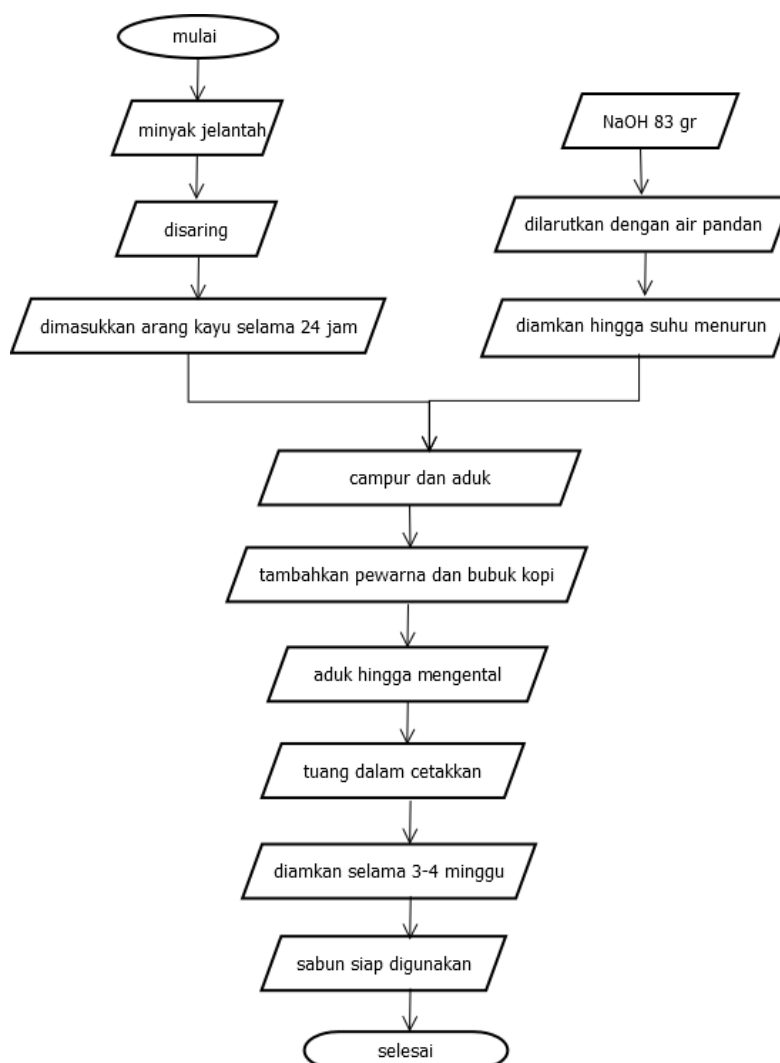 mulai
minyak jelantah
disaring
dimasukkan arang kayu selama 24 jam
NaOH 83 gr
dilarutkan dengan air pandan
diamkan hingga suhu menurun
campur dan aduk
tambahkan pewarna dan bubuk kopi
aduk hingga mengental
tuang dalam cetakkan
diamkan selama 3-4 minggu
sabun siap digunakan
selesai